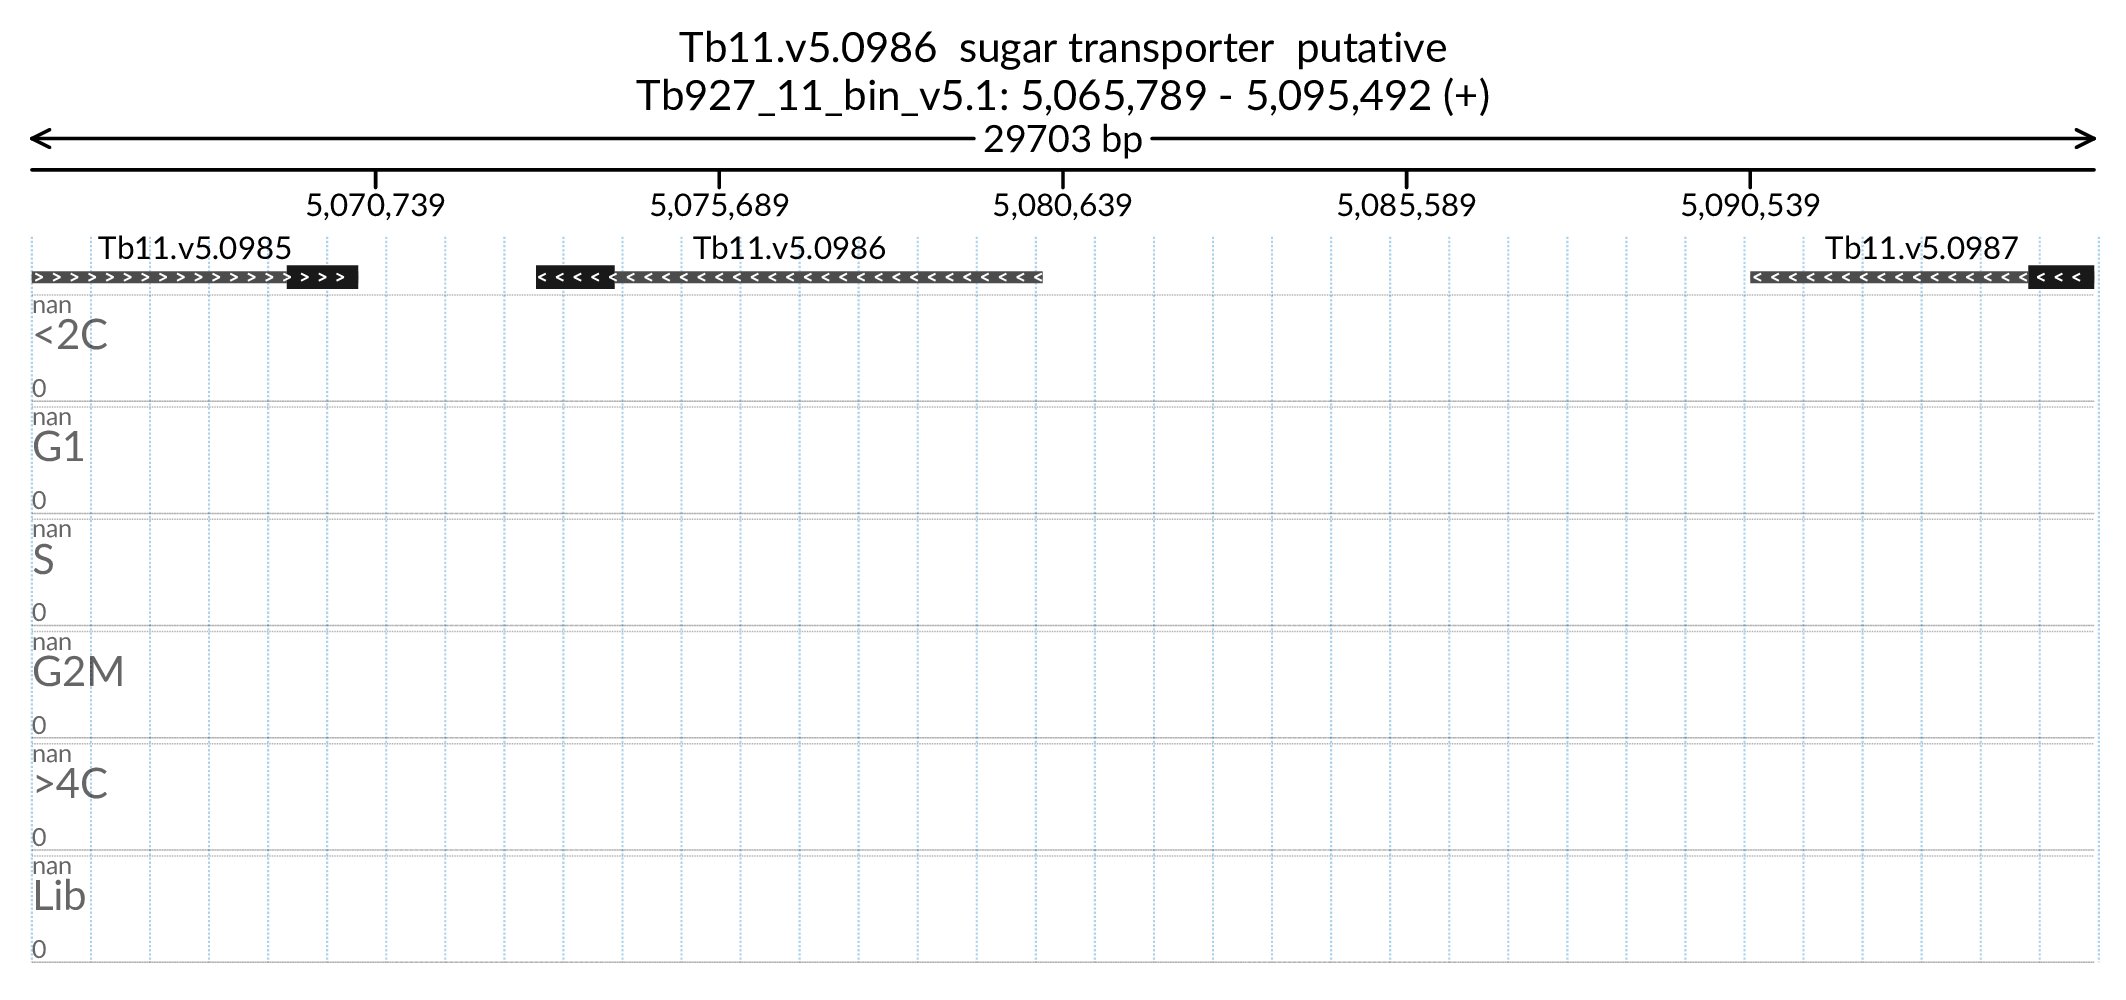 Tb11.v5.0986 sugar transporter putative
Tb927_11_bin_v5.1: 5,065,789 - 5,095,492 (+)
29703 bp
5,070,739 5,075,689 5,080,639 5,085,589 5,090,539
Tb11.v5.0985 Tb11.v5.0986 Tb11.v5.0987
nan
<2C
0
nan
G1
0
nan
S
0
nan
G2M
0
nan
>4C
0
nan
Lib
0